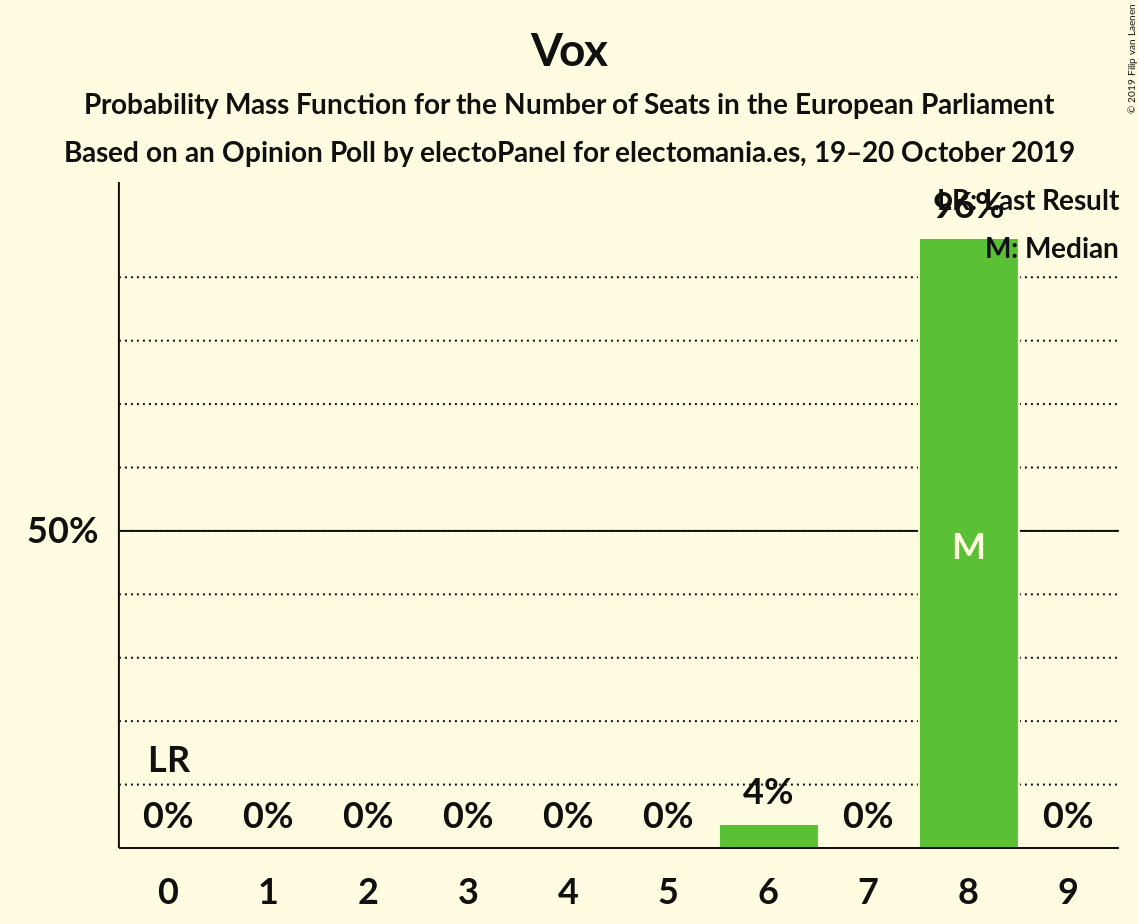 Vox
Probability Mass Function for the Number of Seats in the European Parliament
Based on an Opinion Poll by electoPanel for electomania.es, 19–20 October 2019
© 2019 Filip van Laenen
LR: Last Result
M: Median
96%
50%
M
LR
4%
0% 0% 0% 0% 0% 0% 0% 0%
0 1 2 3 4 5 6 7 8 9